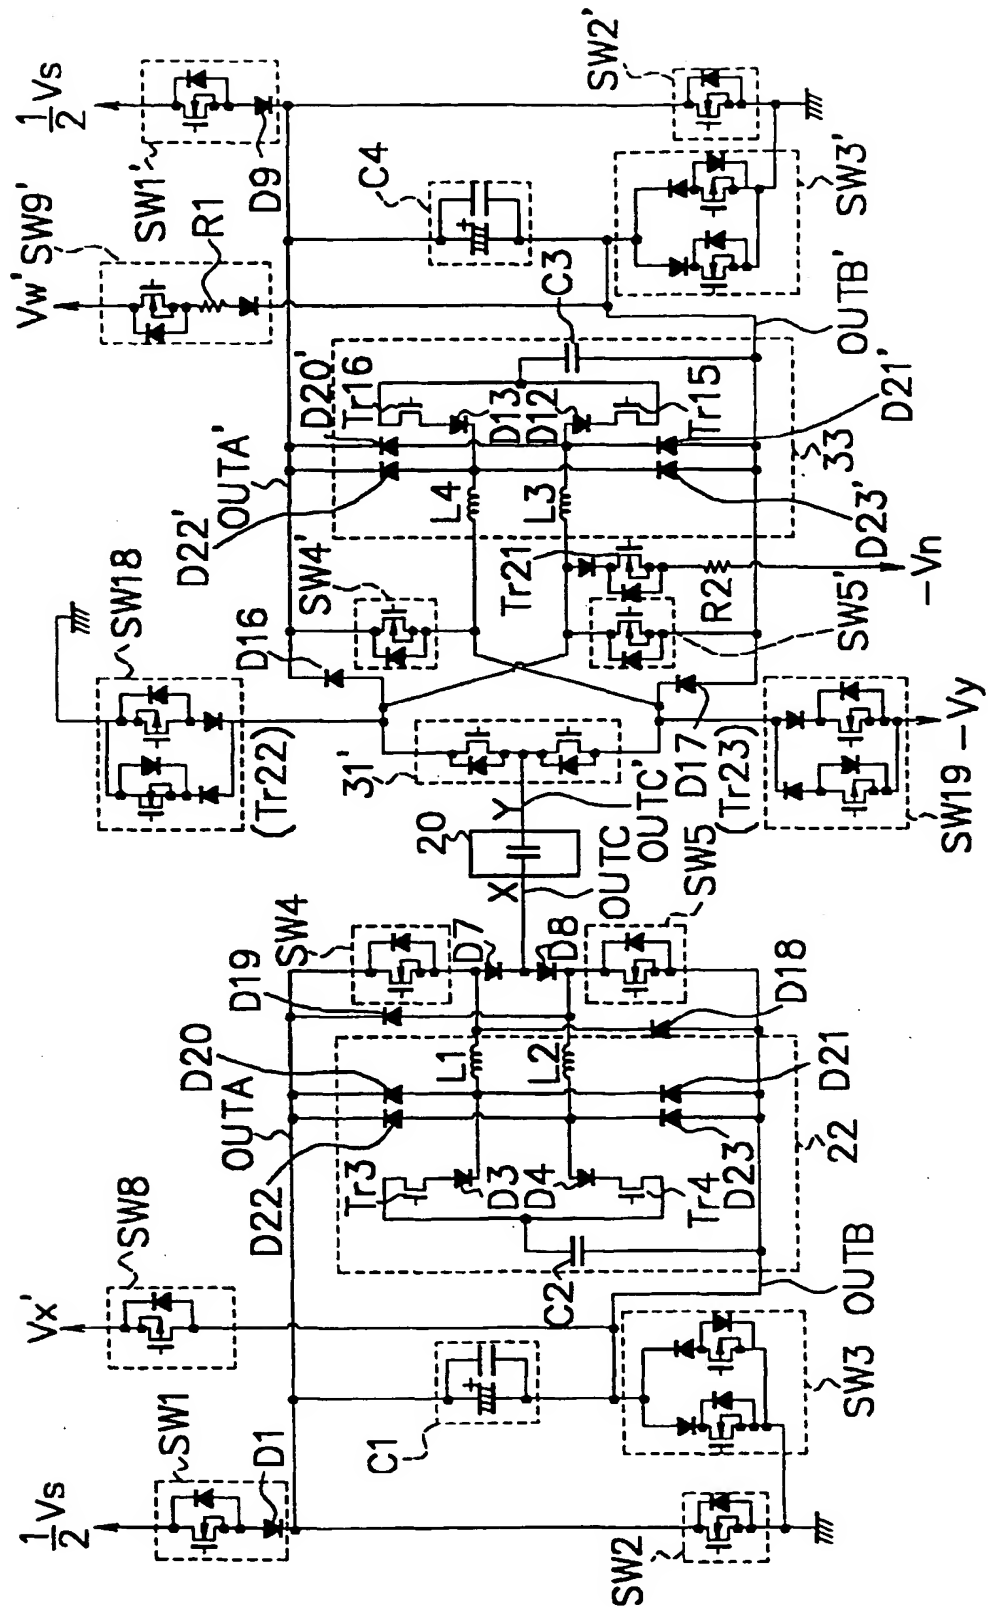 1/2 Vs
Vx'
Vw'
1/2 Vs
SW1
SW8
SW18
SW9'
SW1'
D1
OUTA
D20
D19
SW4
D16
D22'
OUTA'
D20'
R1
D9
D22
SW4'
(Tr22)
Tr3
Tr16
C1
31'
C4
L1
D7
20
L4
D3
D13
X
Y
D4
L2
D8
Tr21
L3
D12
C2
C3
SW2
OUTC
OUTC'
Tr4
SW5
D17
R2
Tr15
SW2'
D23
(Tr23)
D18
D23'
SW3
OUTB
22
D21
SW5'
33
D21'
OUTB'
SW3'
SW19
-Vy
-Vn